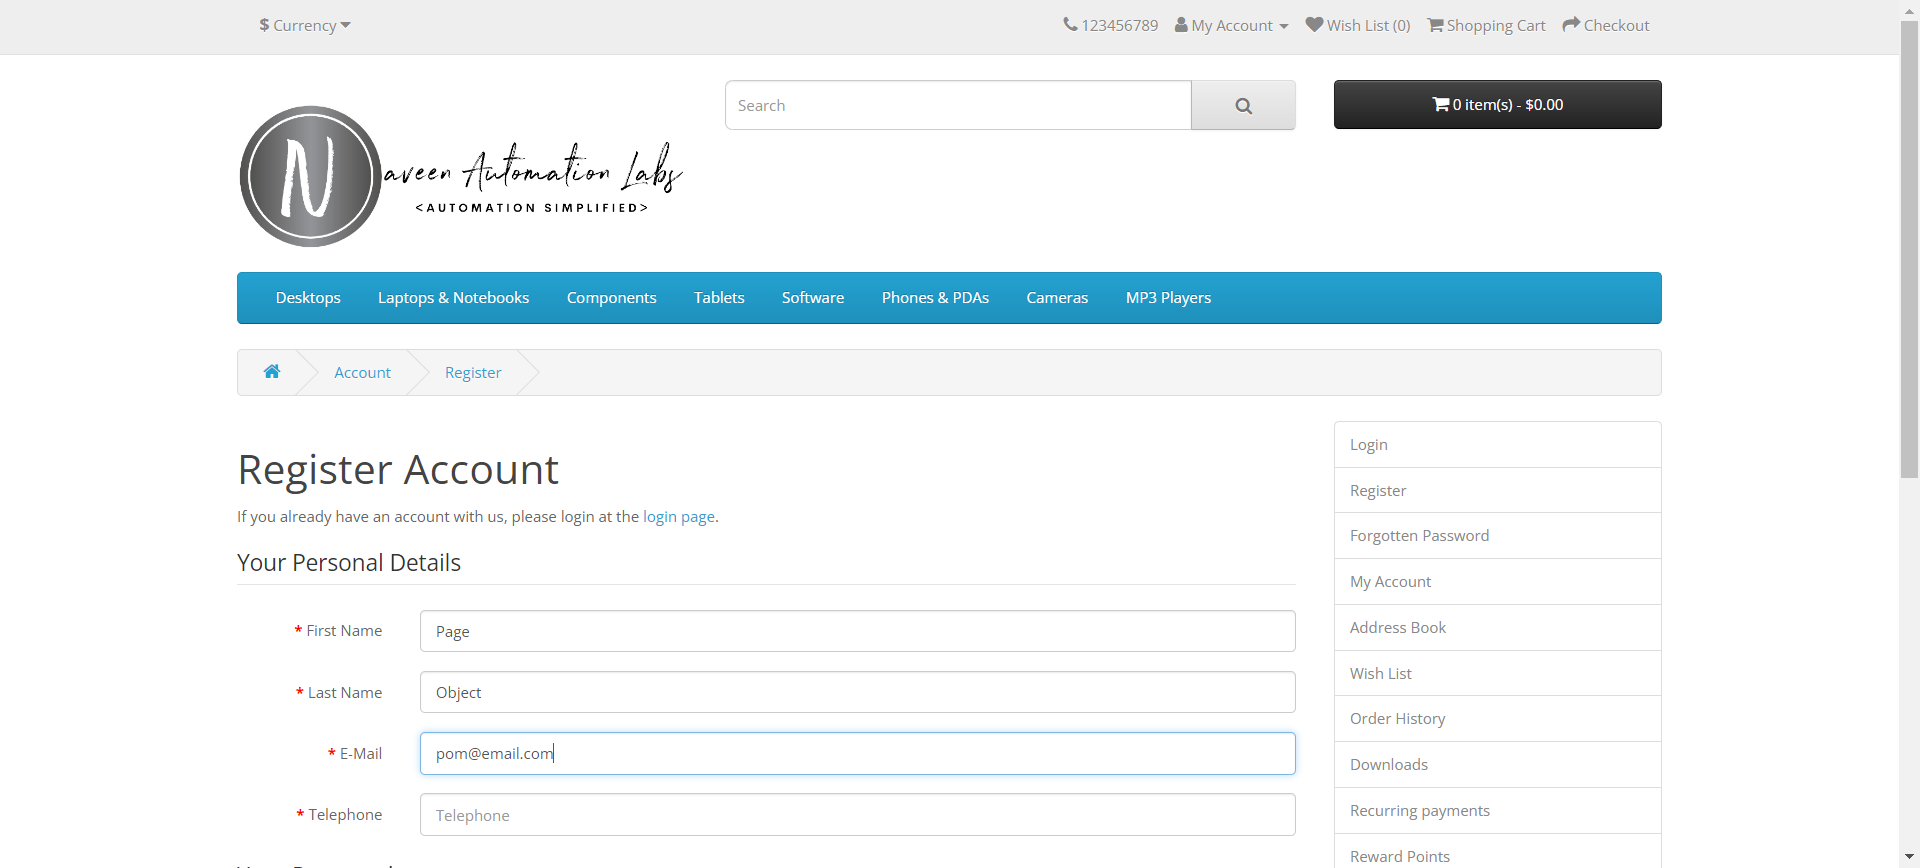 $ Currency
123456789 My Account Wish List (0) Shopping Cart Checkout
Search
0 item(s) - $0.00
N
aveen Automation Labs
<AUTOMATION SIMPLIFIED>
Desktops Laptops & Notebooks Components Tablets Software Phones & PDAs Cameras MP3 Players
Account Register
Register Account
If you already have an account with us, please login at the login page.
Your Personal Details
* First Name Page
* Last Name Object
* E-Mail pom@email.com
* Telephone Telephone
Login
Register
Forgotten Password
My Account
Address Book
Wish List
Order History
Downloads
Recurring payments
Reward Points